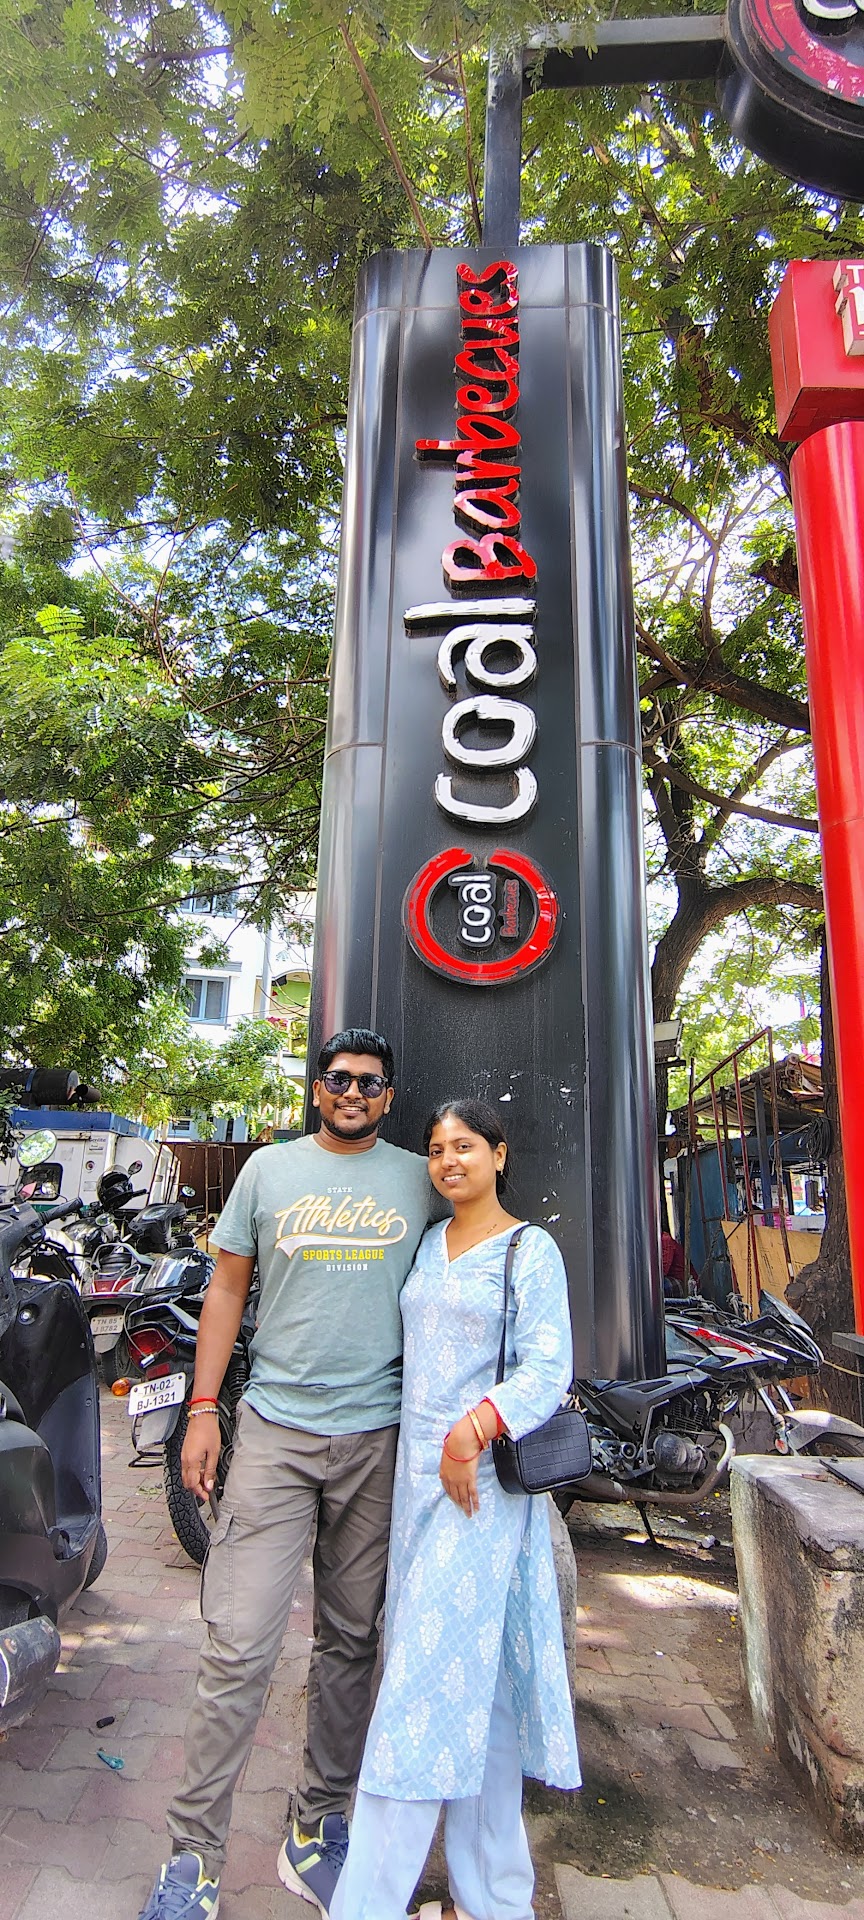 coal Barbecues
coal
Barbecues
STATE
Athletics
SPORTS LEAGUE
DIVISION
TN-02
BJ-1321